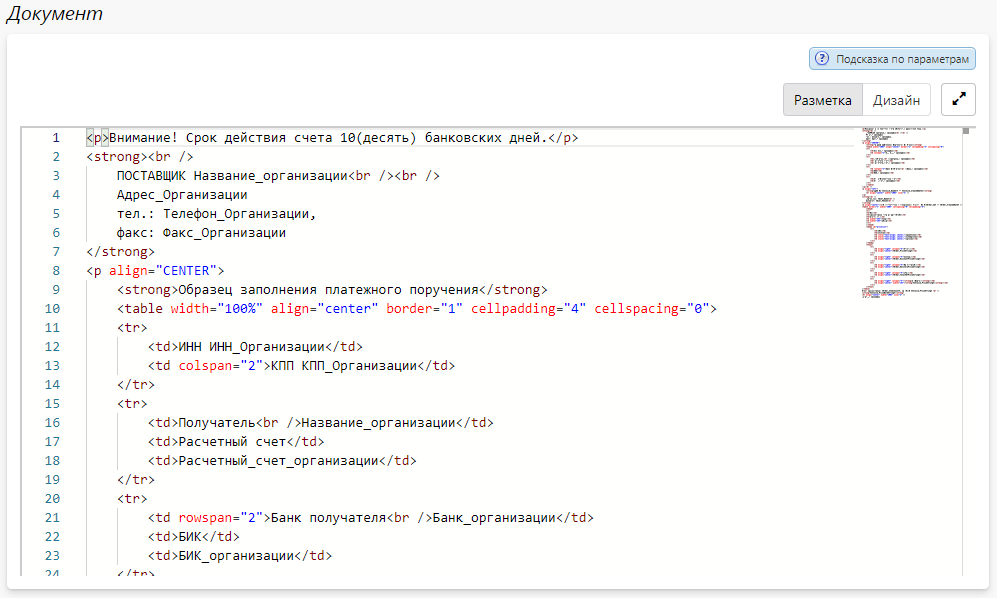 Документ
Подсказка по параметрам
Разметка Дизайн
1 <p>Внимание! Срок действия счета 10(десять) банковских дней.</p>
2 <strong><br />
3     ПОСТАВЩИК Название_организации<br /><br />
4     Адрес_Организации
5     тел.: Телефон_Организации,
6     факс: Факс_Организации
7 </strong>
8 <p align="CENTER">
9     <strong>Образец заполнения платежного поручения</strong>
10     <table width="100%" align="center" border="1" cellpadding="4" cellspacing="0">
11     <tr>
12         <td>ИНН ИНН_Организации</td>
13         <td colspan="2">КПП КПП_Организации</td>
14     </tr>
15     <tr>
16         <td>Получатель<br />Название_организации</td>
17         <td>Расчетный счет</td>
18         <td>Расчетный_счет_организации</td>
19     </tr>
20     <tr>
21         <td rowspan="2">Банк получателя<br />Банк_организации</td>
22         <td>БИК</td>
23         <td>БИК_организации</td>
24     </tr>